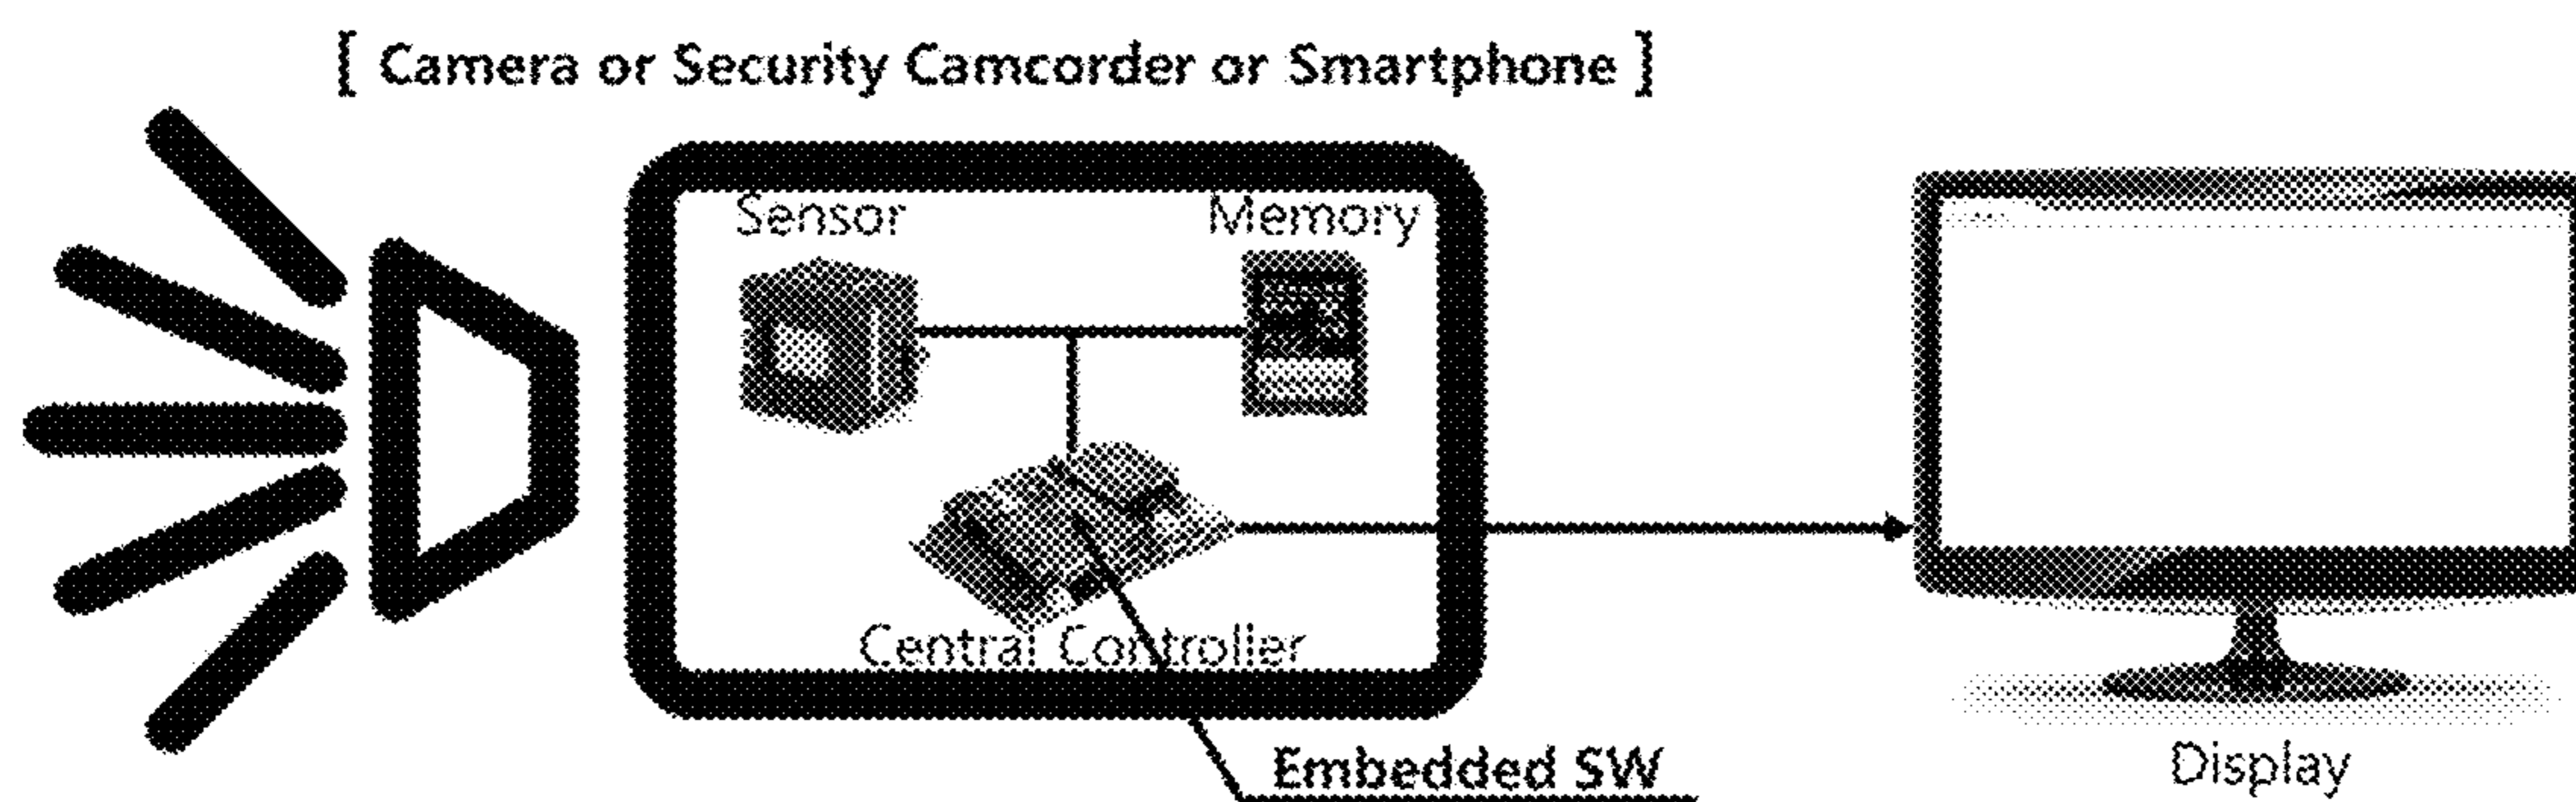 [ Camera or Security Camcorder or Smartphone ]
Sensor
Memory
Central Controller
Embedded SW
Display